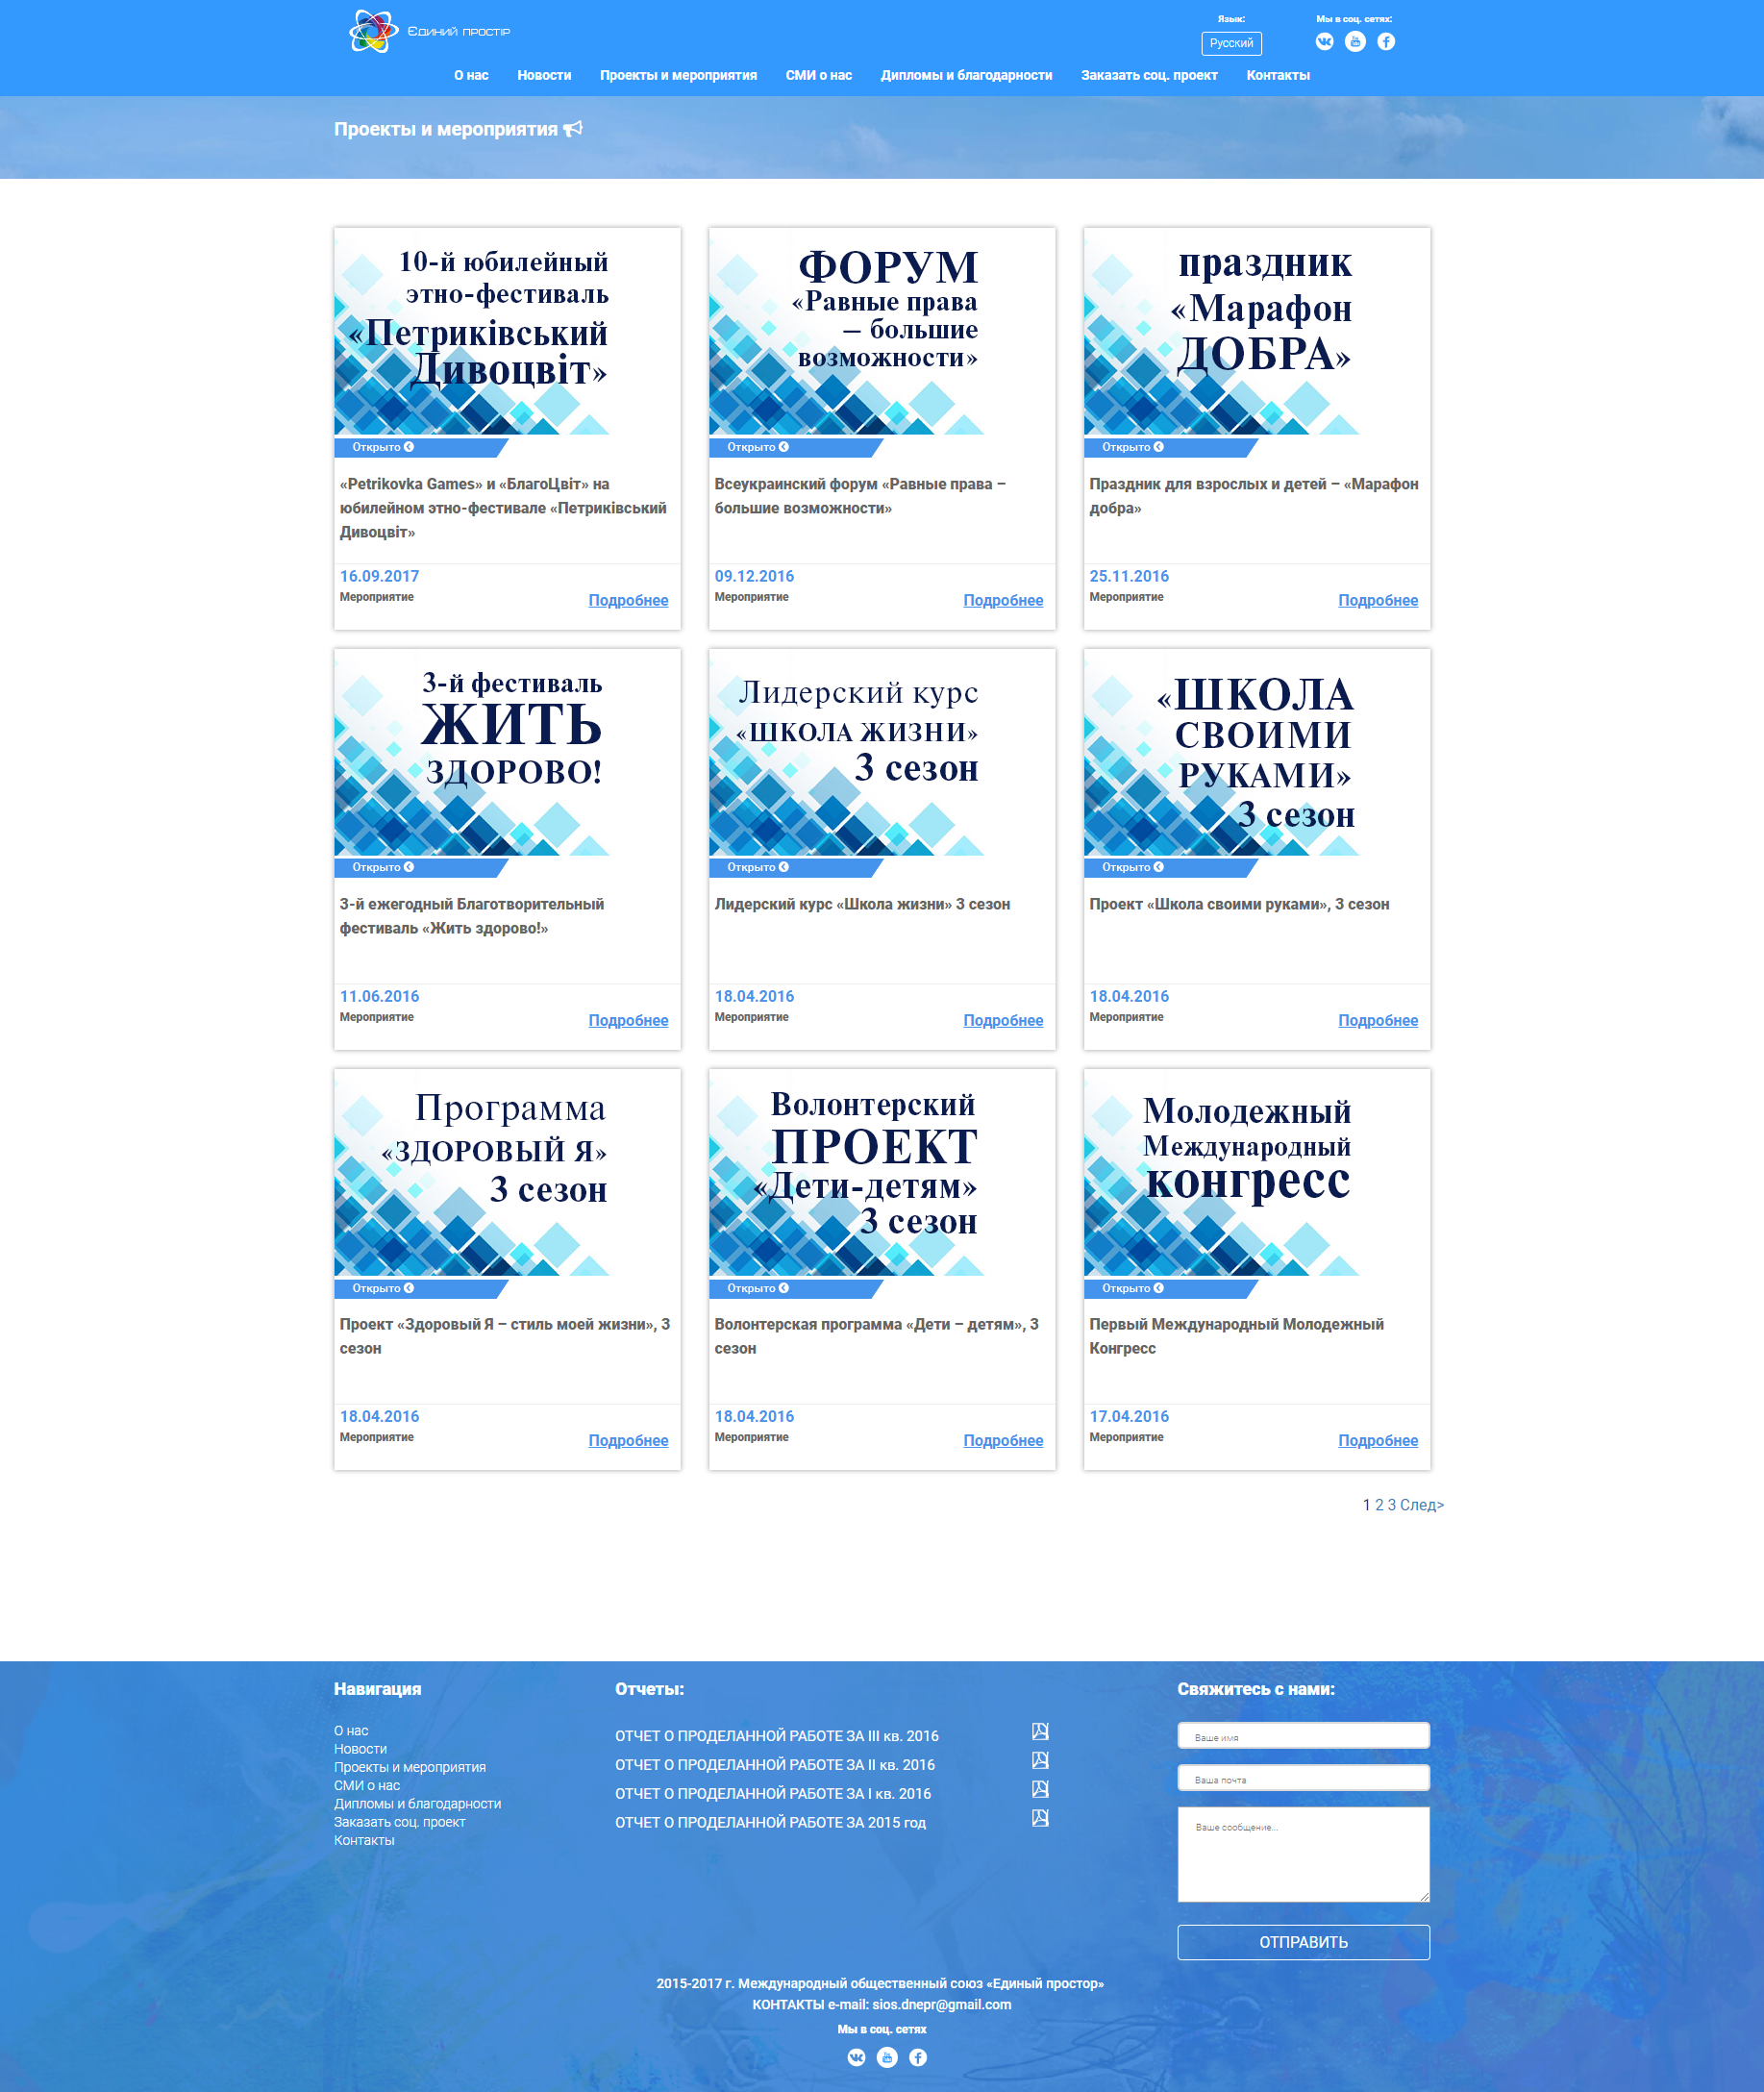 Єдиний простір
Язык:
Мы в соц. сетях:
Русский
О нас Новости Проекты и мероприятия СМИ о нас Дипломы и благодарности Заказать соц. проект Контакты
Проекты и мероприятия
10-й юбилейный
этно-фестиваль
«Петриківський
Дивоцвіт»
Открыто
«Petrikovka Games» и «БлагоЦвіт» на
юбилейном этно-фестивале «Петриківський
Дивоцвіт»
16.09.2017
Мероприятие
Подробнее
ФОРУМ
«Равные права
– большие
возможности»
Открыто
Всеукраинский форум «Равные права –
большие возможности»
09.12.2016
Мероприятие
Подробнее
праздник
«Марафон
ДОБРА»
Открыто
Праздник для взрослых и детей – «Марафон
добра»
25.11.2016
Мероприятие
Подробнее
3-й фестиваль
ЖИТЬ
ЗДОРОВО!
Открыто
3-й ежегодный Благотворительный
фестиваль «Жить здорово!»
11.06.2016
Мероприятие
Подробнее
Лидерский курс
«ШКОЛА ЖИЗНИ»
3 сезон
Открыто
Лидерский курс «Школа жизни» 3 сезон
18.04.2016
Мероприятие
Подробнее
«ШКОЛА
СВОИМИ
РУКАМИ»
3 сезон
Открыто
Проект «Школа своими руками», 3 сезон
18.04.2016
Мероприятие
Подробнее
Программа
«ЗДОРОВЫЙ Я»
3 сезон
Открыто
Проект «Здоровый Я – стиль моей жизни», 3
сезон
18.04.2016
Мероприятие
Подробнее
Волонтерский
ПРОЕКТ
«Дети-детям»
3 сезон
Открыто
Волонтерская программа «Дети – детям», 3
сезон
18.04.2016
Мероприятие
Подробнее
Молодежный
Международный
конгресс
Открыто
Первый Международный Молодежный
Конгресс
17.04.2016
Мероприятие
Подробнее
1 2 3 След>
Навигация
О нас
Новости
Проекты и мероприятия
СМИ о нас
Дипломы и благодарности
Заказать соц. проект
Контакты
Отчеты:
ОТЧЕТ О ПРОДЕЛАННОЙ РАБОТЕ ЗА III кв. 2016
ОТЧЕТ О ПРОДЕЛАННОЙ РАБОТЕ ЗА II кв. 2016
ОТЧЕТ О ПРОДЕЛАННОЙ РАБОТЕ ЗА I кв. 2016
ОТЧЕТ О ПРОДЕЛАННОЙ РАБОТЕ ЗА 2015 год
Свяжитесь с нами:
Ваше имя
Ваша почта
Ваше сообщение...
ОТПРАВИТЬ
2015-2017 г. Международный общественный союз «Единый простор»
КОНТАКТЫ e-mail: sios.dnepr@gmail.com
Мы в соц. сетях